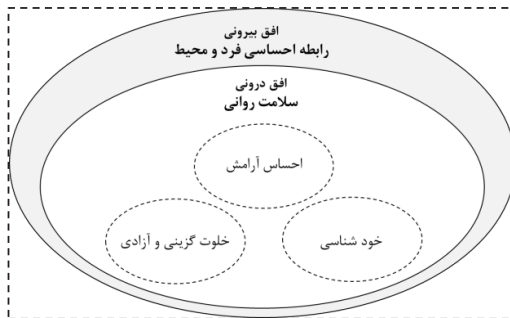 افق بیرونی
رابطه احساسی فرد و محیط
افق درونی
سلامت روانی
احساس آرامش
خود شناسی
خلوت گزینی و آزادی